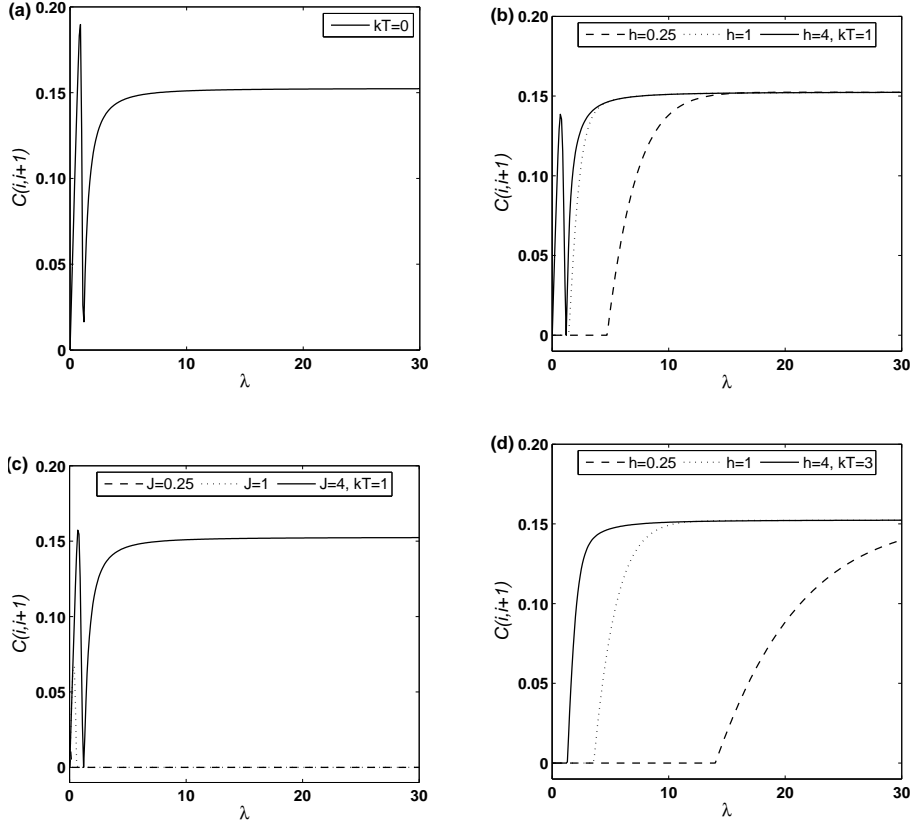 (a)
kT=0
0.20
0.15
0.10
0.05
0
C(i,i+1)
0
10
20
30
λ
(b)
h=0.25 h=1 h=4, kT=1
0.20
0.15
0.10
0.05
0
C(i,i+1)
0
10
20
30
λ
(c)
J=0.25 J=1 J=4, kT=1
0.20
0.15
0.10
0.05
0
C(i,i+1)
0
10
20
30
λ
(d)
h=0.25 h=1 h=4, kT=3
0.20
0.15
0.10
0.05
0
C(i,i+1)
0
10
20
30
λ